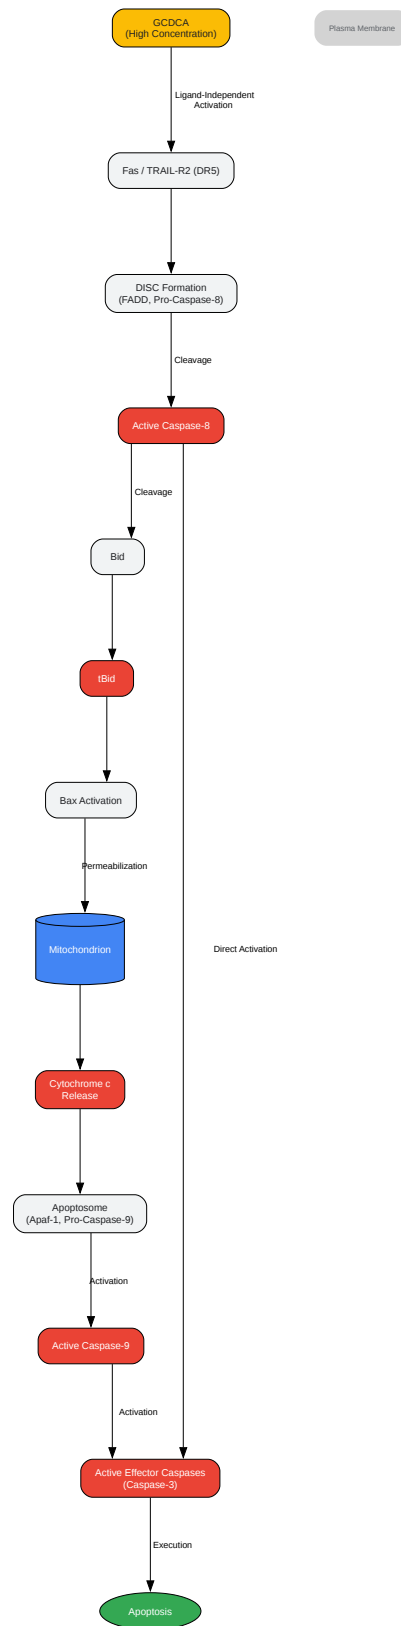 GCDCA
(High Concentration)
Plasma Membrane
Ligand-Independent
Activation
Fas / TRAIL-R2 (DR5)
DISC Formation
(FADD, Pro-Caspase-8)
Cleavage
Active Caspase-8
Cleavage
Bid
tBid
Bax Activation
Permeabilization
Mitochondrion
Direct Activation
Cytochrome c
Release
Apoptosome
(Apaf-1, Pro-Caspase-9)
Activation
Active Caspase-9
Activation
Active Effector Caspases
(Caspase-3)
Execution
Apoptosis